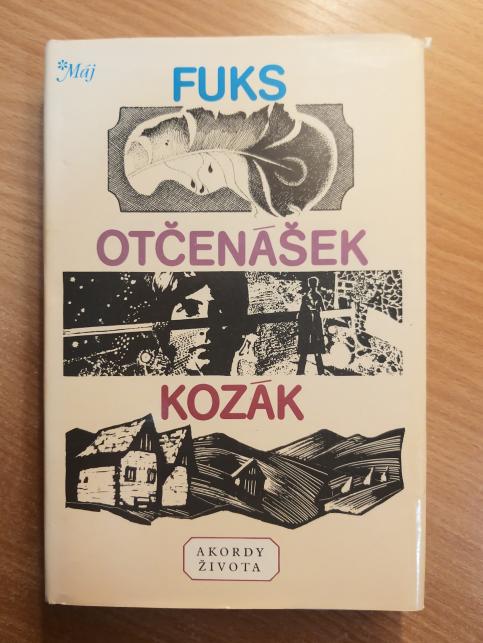 *Máj
FUKS
OTČENÁŠEK
KOZÁK
AKORDY
ŽIVOTA